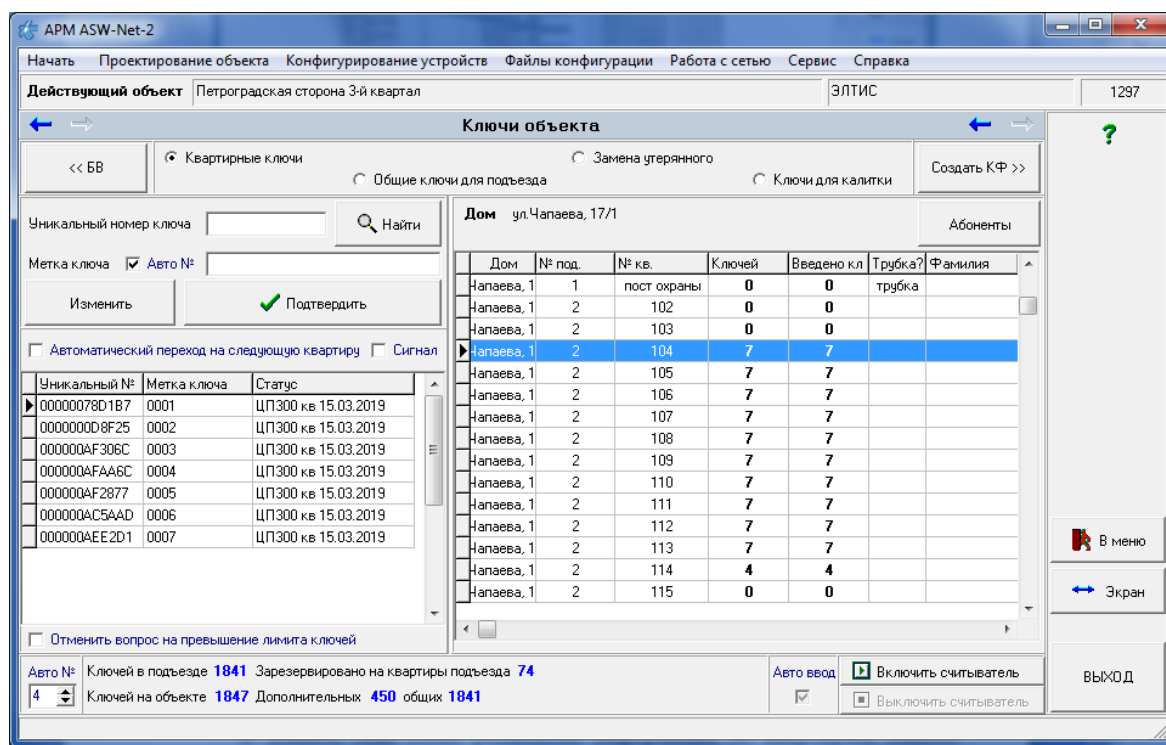 АРМ ASW-Net-2
Начать Проектирование объекта Конфигурирование устройств Файлы конфигурации Работа с сетью Сервис Справка
Действующий объект Петроградская сторона 3-й квартал ЭЛТИС 1297
Ключи объекта
?
<< БВ
Квартирные ключи Замена утерянного
Общие ключи для подъезда Ключи для калитки
Создать КФ >>
Уникальный номер ключа Найти
Метка ключа Авто №
Изменить Подтвердить
Автоматический переход на следующую квартиру Сигнал
Уникальный № Метка ключа Статус
00000078D1B7 0001 ЦП300 кв 15.03.2019
0000000D8F25 0002 ЦП300 кв 15.03.2019
000000AF306C 0003 ЦП300 кв 15.03.2019
000000AFAA6C 0004 ЦП300 кв 15.03.2019
000000AF2877 0005 ЦП300 кв 15.03.2019
000000AC5AAD 0006 ЦП300 кв 15.03.2019
000000AEE2D1 0007 ЦП300 кв 15.03.2019
Отменить вопрос на превышение лимита ключей
Дом ул.Чапаева, 17/1
Абоненты
Дом № под. № кв. Ключей Введено кл Трубка? Фамилия
Чапаева, 1 1 пост охраны 0 0 трубка
Чапаева, 1 2 102 0 0
Чапаева, 1 2 103 0 0
Чапаева, 1 2 104 7 7
Чапаева, 1 2 105 7 7
Чапаева, 1 2 106 7 7
Чапаева, 1 2 107 7 7
Чапаева, 1 2 108 7 7
Чапаева, 1 2 109 7 7
Чапаева, 1 2 110 7 7
Чапаева, 1 2 111 7 7
Чапаева, 1 2 112 7 7
Чапаева, 1 2 113 7 7
Чапаева, 1 2 114 4 4
Чапаева, 1 2 115 0 0
В меню
Экран
ВЫХОД
Авто №
4
Ключей в подъезде 1841 Зарезервировано на квартиры подъезда 74
Ключей на объекте 1847 Дополнительных 450 общих 1841
Авто ввод
Включить считыватель
Выключить считыватель